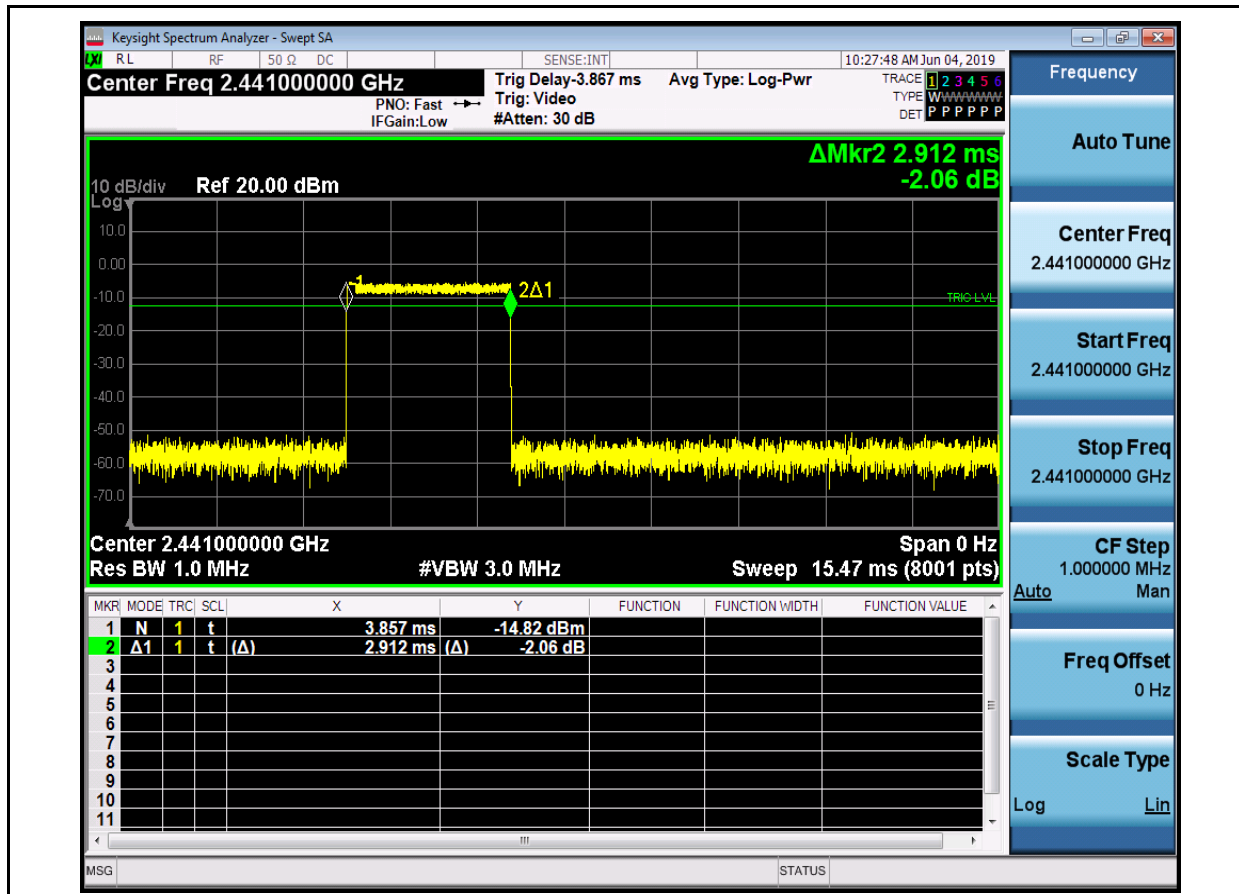 Keysight Spectrum Analyzer - Swept SA
LXI RL RF 50 Ω DC SENSE:INT 10:27:48 AM Jun 04, 2019
Center Freq 2.441000000 GHz
PNO: Fast
IFGain:Low
Trig Delay-3.867 ms
Trig: Video
#Atten: 30 dB
Avg Type: Log-Pwr
TRACE 1 2 3 4 5 6
TYPE W W W W W W
DET P P P P P P
ΔMkr2 2.912 ms
-2.06 dB
10 dB/div Ref 20.00 dBm
Log
10.0
0.00
-10.0
-20.0
-30.0
-40.0
-50.0
-60.0
-70.0
1
2Δ1
TRIG LVL
Center 2.441000000 GHz Span 0 Hz
Res BW 1.0 MHz #VBW 3.0 MHz Sweep 15.47 ms (8001 pts)
MKR MODE TRC SCL X Y FUNCTION FUNCTION WIDTH FUNCTION VALUE
1 N 1 t 3.857 ms -14.82 dBm
2 Δ1 1 t (Δ) 2.912 ms (Δ) -2.06 dB
3
4
5
6
7
8
9
10
11
MSG STATUS
Frequency
Auto Tune
Center Freq
2.441000000 GHz
Start Freq
2.441000000 GHz
Stop Freq
2.441000000 GHz
CF Step
1.000000 MHz
Auto Man
Freq Offset
0 Hz
Scale Type
Log Lin